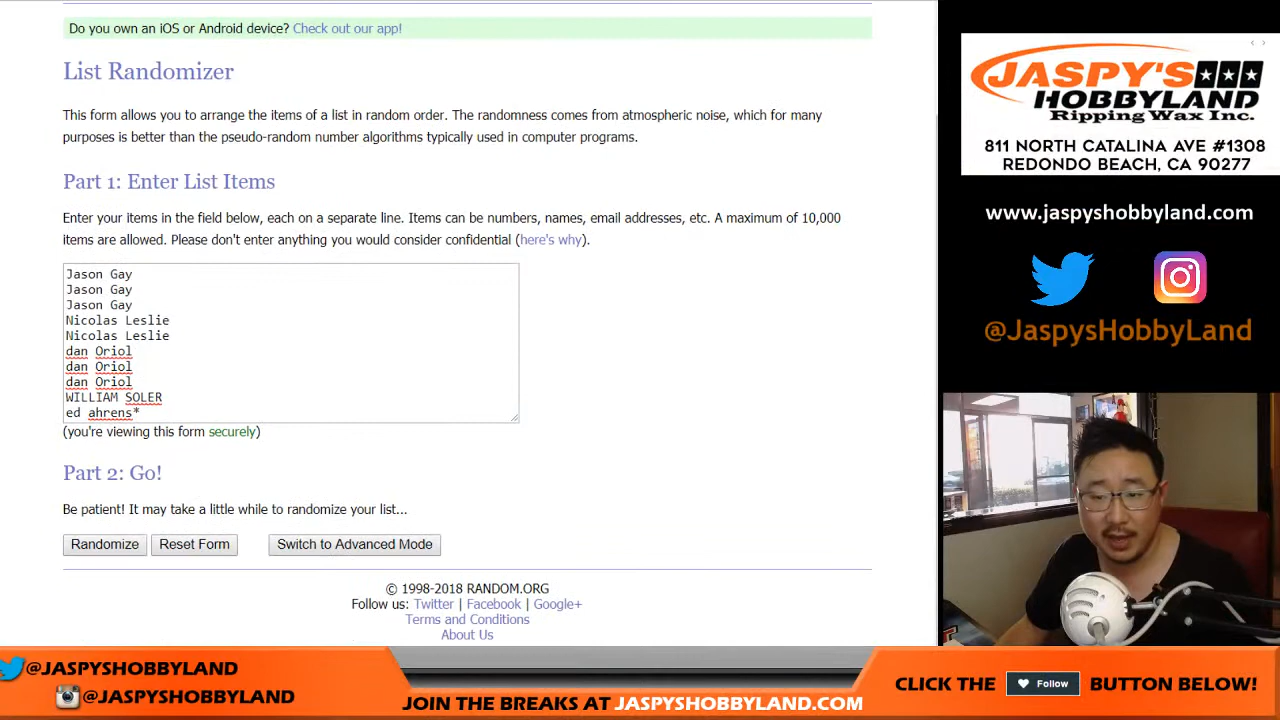 Do you own an iOS or Android device? Check out our app!
List Randomizer
This form allows you to arrange the items of a list in random order. The randomness comes from atmospheric noise, which for many
purposes is better than the pseudo-random number algorithms typically used in computer programs.
Part 1: Enter List Items
Enter your items in the field below, each on a separate line. Items can be numbers, names, email addresses, etc. A maximum of 10,000
items are allowed. Please don't enter anything you would consider confidential (here's why).
Jason Gay
Jason Gay
Jason Gay
Nicolas Leslie
Nicolas Leslie
dan Oriol
dan Oriol
dan Oriol
WILLIAM SOLER
ed ahrens*
(you're viewing this form securely)
Part 2: Go!
Be patient! It may take a little while to randomize your list...
Randomize Reset Form Switch to Advanced Mode
© 1998-2018 RANDOM.ORG
Follow us: Twitter | Facebook | Google+
Terms and Conditions
About Us
JASPY'S
HOBBYLAND
Ripping Wax Inc.
811 NORTH CATALINA AVE #1308
REDONDO BEACH, CA 90277
www.jaspyshobbyland.com
@JaspysHobbyLand
@JASPYSHOBBYLAND
@JASPYSHOBBYLAND
JOIN THE BREAKS AT JASPYSHOBBYLAND.COM
CLICK THE Follow BUTTON BELOW!